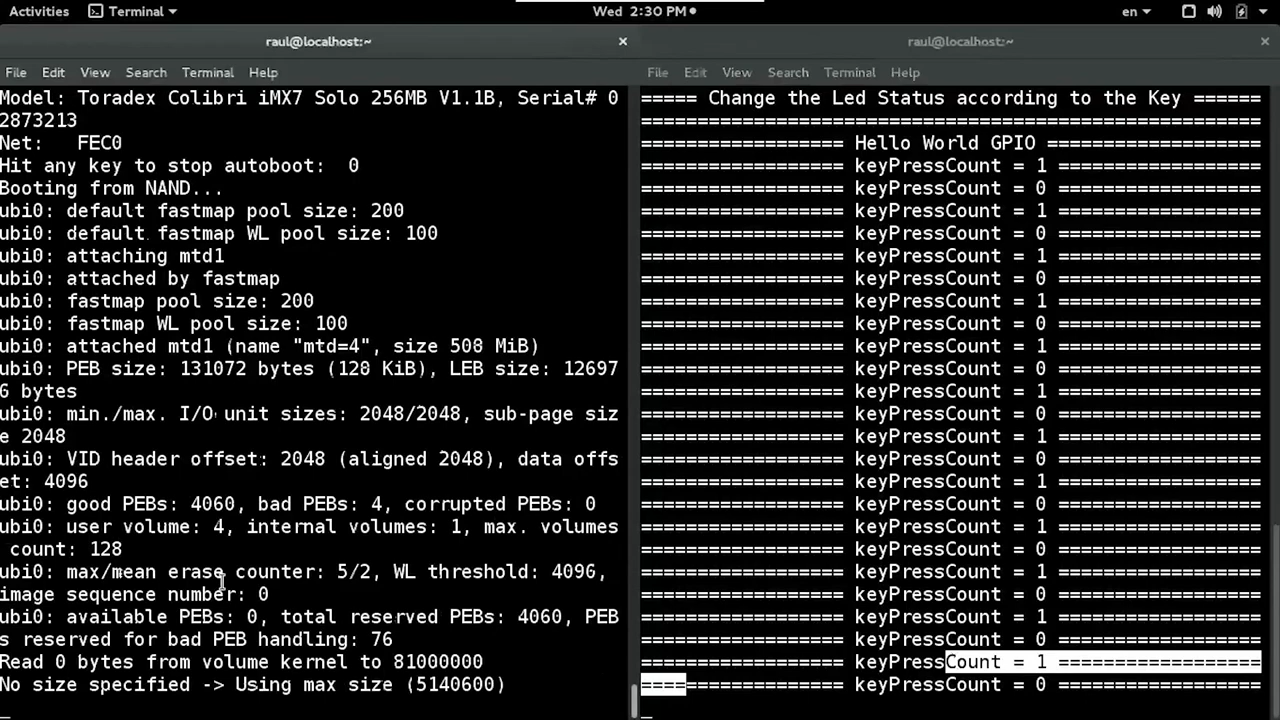 Activities Terminal Wed 2:30 PM en
raul@localhost:~
File Edit View Search Terminal Help
Model: Toradex Colibri iMX7 Solo 256MB V1.1B, Serial# 0
2873213
Net: FEC0
Hit any key to stop autoboot: 0
Booting from NAND...
ubi0: default fastmap pool size: 200
ubi0: default fastmap WL pool size: 100
ubi0: attaching mtd1
ubi0: attached by fastmap
ubi0: fastmap pool size: 200
ubi0: fastmap WL pool size: 100
ubi0: attached mtd1 (name "mtd=4", size 508 MiB)
ubi0: PEB size: 131072 bytes (128 KiB), LEB size: 12697
6 bytes
ubi0: min./max. I/O unit sizes: 2048/2048, sub-page siz
e 2048
ubi0: VID header offset: 2048 (aligned 2048), data offs
et: 4096
ubi0: good PEBs: 4060, bad PEBs: 4, corrupted PEBs: 0
ubi0: user volume: 4, internal volumes: 1, max. volumes
count: 128
ubi0: max/mean erase counter: 5/2, WL threshold: 4096,
image sequence number: 0
ubi0: available PEBs: 0, total reserved PEBs: 4060, PEB
s reserved for bad PEB handling: 76
Read 0 bytes from volume kernel to 81000000
No size specified -> Using max size (5140600)
raul@localhost:~
File Edit View Search Terminal Help
===== Change the Led Status according to the Key ======
=======================================================
================== Hello World GPIO ===================
================== keyPressCount = 1 ==================
================== keyPressCount = 0 ==================
================== keyPressCount = 1 ==================
================== keyPressCount = 0 ==================
================== keyPressCount = 1 ==================
================== keyPressCount = 0 ==================
================== keyPressCount = 1 ==================
================== keyPressCount = 0 ==================
================== keyPressCount = 1 ==================
================== keyPressCount = 0 ==================
================== keyPressCount = 1 ==================
================== keyPressCount = 0 ==================
================== keyPressCount = 1 ==================
================== keyPressCount = 0 ==================
================== keyPressCount = 1 ==================
================== keyPressCount = 0 ==================
================== keyPressCount = 1 ==================
================== keyPressCount = 0 ==================
================== keyPressCount = 1 ==================
================== keyPressCount = 0 ==================
================== keyPressCount = 1 ==================
================== keyPressCount = 0 ==================
================== keyPressCount = 1 ==================
================== keyPressCount = 0 ==================